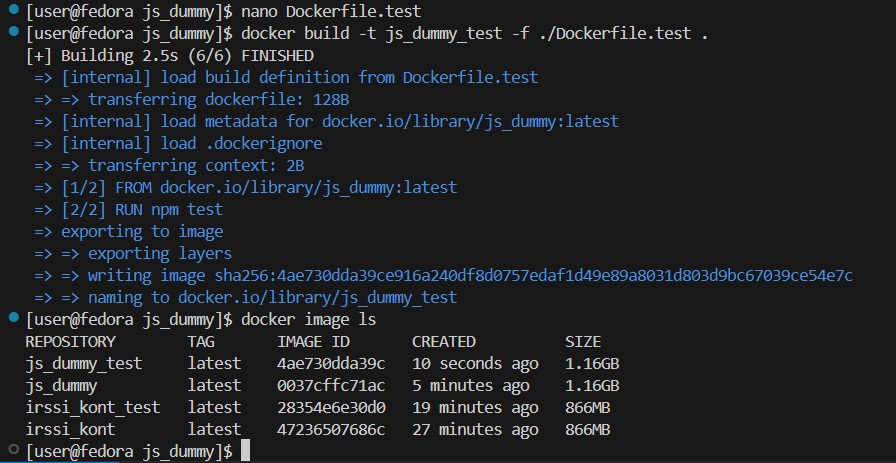 [user@fedora js_dummy]$ nano Dockerfile.test
[user@fedora js_dummy]$ docker build -t js_dummy_test -f ./Dockerfile.test .
[+] Building 2.5s (6/6) FINISHED
=> [internal] load build definition from Dockerfile.test
=> => transferring dockerfile: 128B
=> [internal] load metadata for docker.io/library/js_dummy:latest
=> [internal] load .dockerignore
=> => transferring context: 2B
=> [1/2] FROM docker.io/library/js_dummy:latest
=> [2/2] RUN npm test
=> exporting to image
=> => exporting layers
=> => writing image sha256:4ae730dda39ce916a240df8d0757edaf1d49e89a8031d803d9bc67039ce54e7c
=> => naming to docker.io/library/js_dummy_test
[user@fedora js_dummy]$ docker image ls
REPOSITORY TAG IMAGE ID CREATED SIZE
js_dummy_test latest 4ae730dda39c 10 seconds ago 1.16GB
js_dummy latest 0037cffc71ac 5 minutes ago 1.16GB
irssi_kont_test latest 28354e6e30d0 19 minutes ago 866MB
irssi_kont latest 47236507686c 27 minutes ago 866MB
[user@fedora js_dummy]$